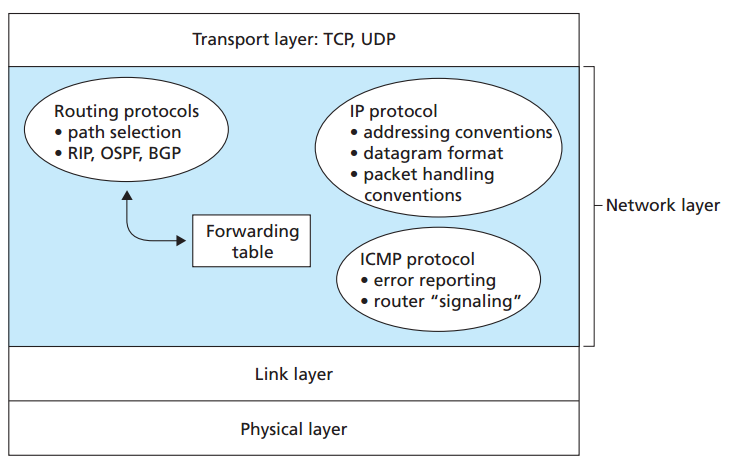 Transport layer: TCP, UDP
Routing protocols
• path selection
• RIP, OSPF, BGP
IP protocol
• addressing conventions
• datagram format
• packet handling
conventions
Network layer
Forwarding
table
ICMP protocol
• error reporting
• router “signaling”
Link layer
Physical layer